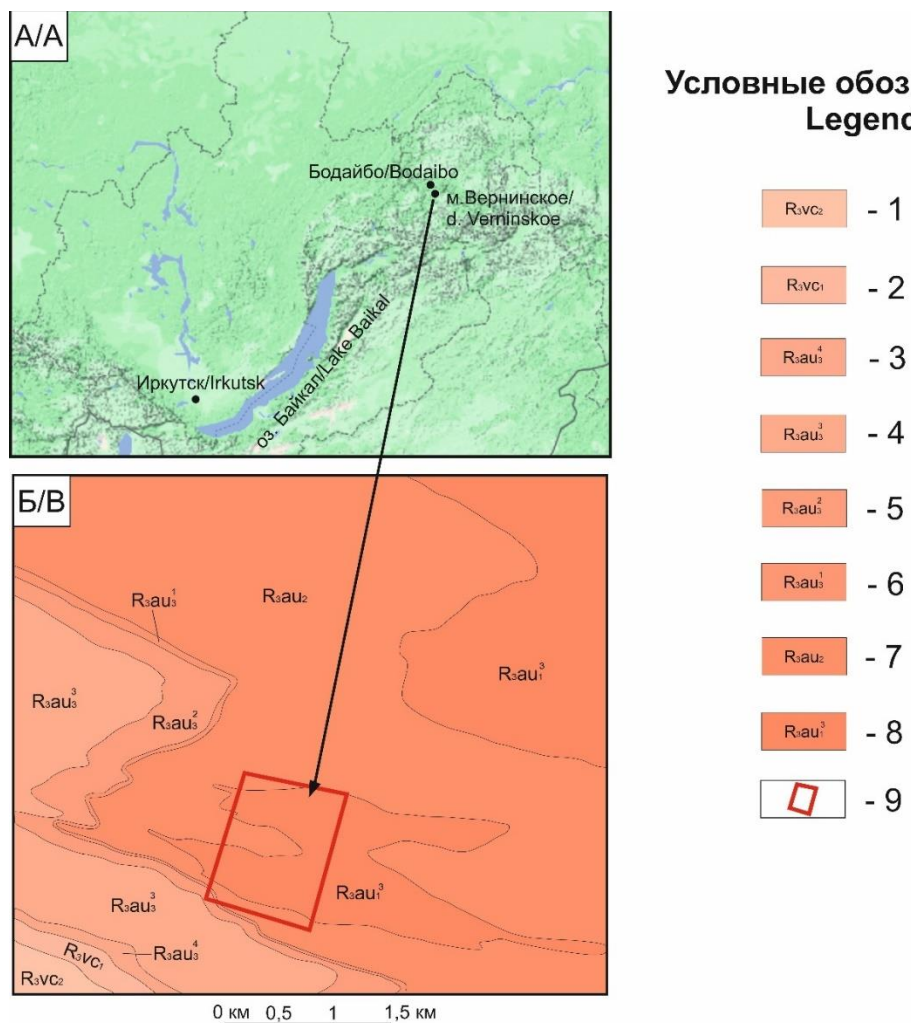 А/А
Бодайбо/Bodaibo
м.Вернинское/
d. Verninskoe
Иркутск/Irkutsk
оз. Байкал/Lake Baikal
Условные обоз
Legend
R₃vc₂ - 1
R₃vc₁ - 2
R₃au₃⁴ - 3
R₃au₃³ - 4
R₃au₃² - 5
R₃au₃¹ - 6
R₃au₂ - 7
R₃au₁³ - 8
- 9
Б/B
R₃au₃¹
R₃au₂
R₃au₁³
R₃au₃³
R₃au₃²
R₃au₁³
R₃au₃³
R₃au₃⁴
R₃vc₁
R₃vc₂
0 км 0,5 1 1,5 км